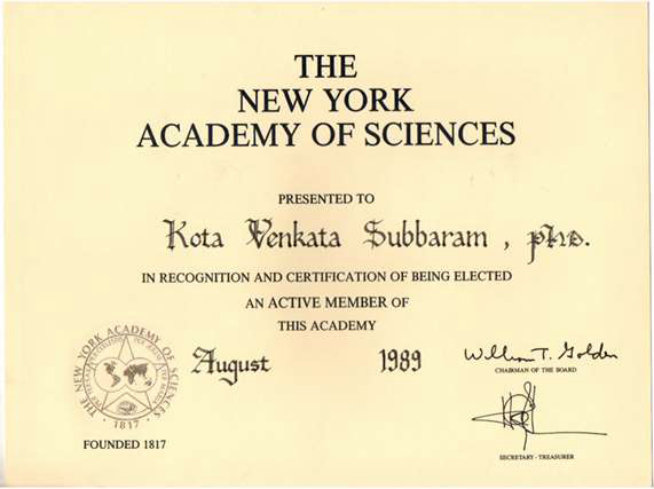 THE
NEW YORK
ACADEMY OF SCIENCES
PRESENTED TO
Kota Venkata Subbaram , phd.
IN RECOGNITION AND CERTIFICATION OF BEING ELECTED
AN ACTIVE MEMBER OF
THIS ACADEMY
August 1989
William T. Golden
CHAIRMAN OF THE BOARD
THE NEW YORK ACADEMY OF SCIENCES
1817
FOUNDED 1817
SECRETARY - TREASURER